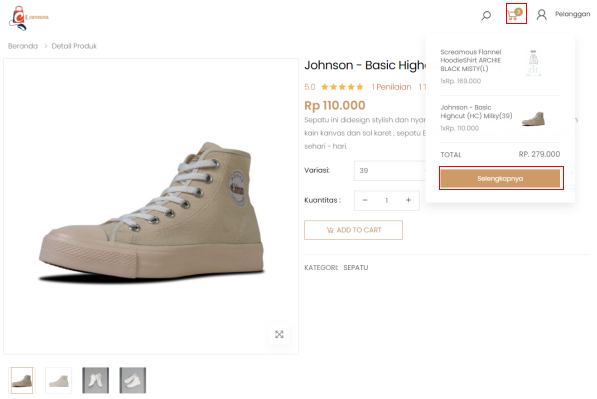 2
Pelanggan
Beranda > Detail Produk
Screamous Flannel
HoodieShirt ARCHIE
BLACK MISTY(L)
1xRp. 169.000
Johnson - Basic
Highcut (HC) Milky(39)
1xRp. 110.000
TOTAL RP. 279,000
Selengkapnya
Johnson - Basic High
5.0 1 Penilaian 1 T
Rp 110.000
Sepatu ini didesign stylish dan nyar
kain kanvas dan sol karet , sepatu B
sehari - hari.
Variasi: 39
Kuantitas : − 1 +
ADD TO CART
KATEGORI: SEPATU